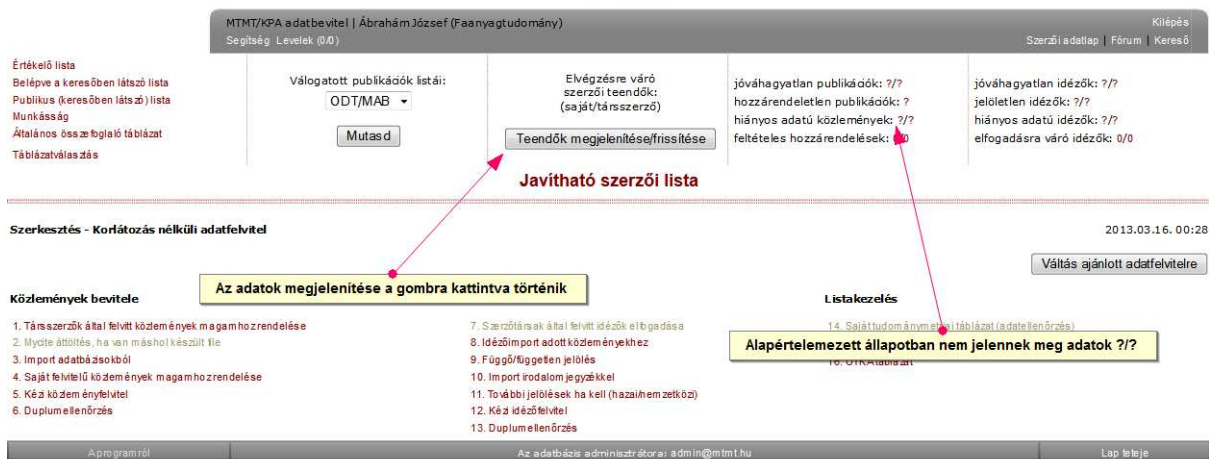 MTMT/KPA adatbevitel | Ábrahám József (Faanyagtudomány)
Kilépés
Segítség Levelek (0/0)
Szerzői adatlap | Fórum | Kereső
Értékelő lista
Belépve a keresőben látszó lista
Publikus (keresőben látszó) lista
Munkásság
Általános összefoglaló táblázat
Táblázatválasztás
Válogatott publikációk listái:
ODT/MAB
Mutasd
Elvégzésre váró
szerzői teendők:
(saját/társszerző)
Teendők megjelenítése/frissítése
jóváhagyatlan publikációk: ?/?
hozzárendeletlen publikációk: ?
hiányos adatú közlemények: ?/?
feltételes hozzárendelések: 0/0
jóváhagyatlan idézők: ?/?
jelöletlen idézők: ?/?
hiányos adatú idézők: ?/?
elfogadásra váró idézők: 0/0
Javítható szerzői lista
Szerkesztés - Korlátozás nélküli adatfelvitel
2013.03.16. 00:28
Váltás ajánlott adatfelvitelre
Az adatok megjelenítése a gombra kattintva történik
Közlemények bevitele
1. Társszerzők által felvitt közlemények magamhoz rendelése
2. Mycite áttöltés, ha van máshol készült file
3. Import adatbázisokból
4. Saját felvitelű közlemények magamhoz rendelése
5. Kézi közleményfelvitel
6. Duplumellenőrzés
7. Szerzőtársak által felvitt idézők elfogadása
8. Idézőimport adott közleményekhez
9. Függő/független jelölés
10. Import irodalomjegyzékkel
11. További jelölések ha kell (hazai/nemzetközi)
12. Kézi idézőfelvitel
13. Duplumellenőrzés
Listakezelés
14. Saját tudománymetriai táblázat (adatellenőrzés)
Alapértelemezett állapotban nem jelennek meg adatok ?/?
16. OTKA táblázat
A programról
Az adatbázis adminisztrátora: admin@mtmt.hu
Lap teteje